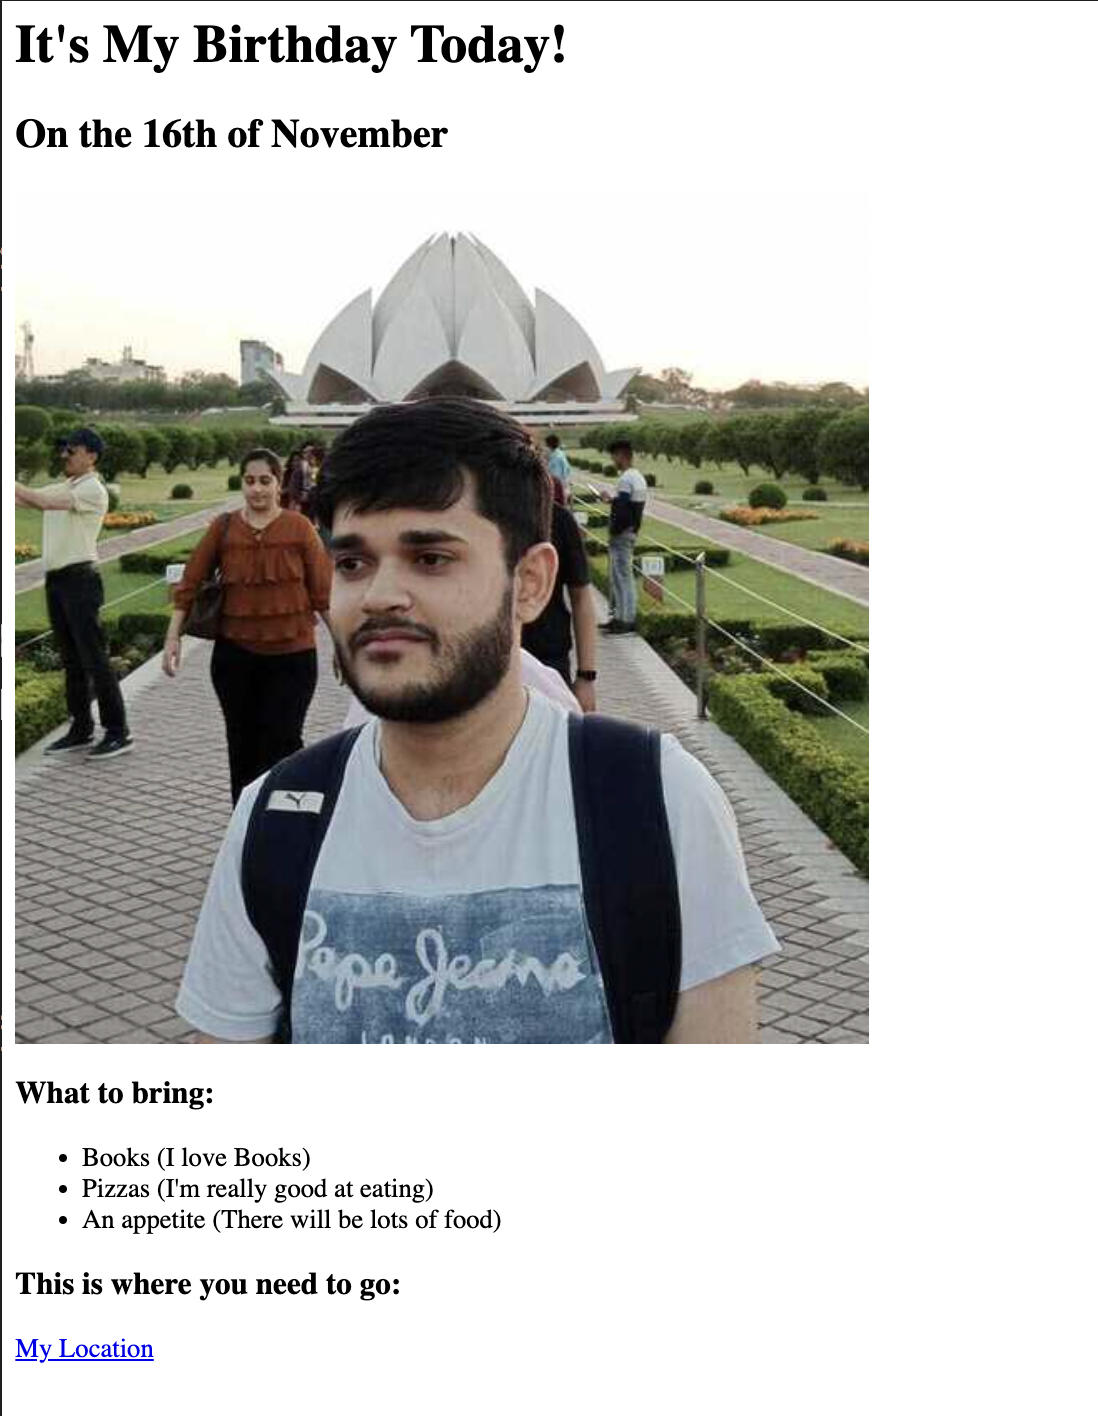 It's My Birthday Today!
On the 16th of November
Pepe Jeans
LONDON
What to bring:
• Books (I love Books)
• Pizzas (I'm really good at eating)
• An appetite (There will be lots of food)
This is where you need to go:
My Location